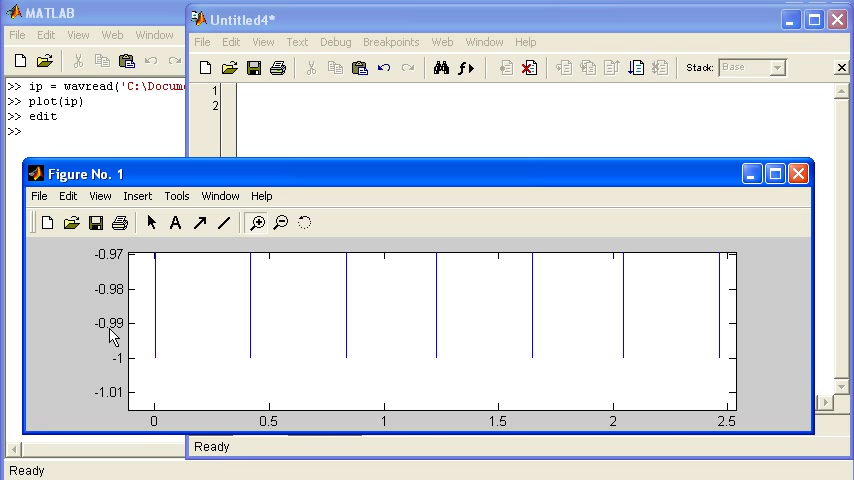 MATLAB
File Edit View Web Window
>> ip = wavread('C:\Docume
>> plot(ip)
>> edit
>>
Ready
Untitled4*
File Edit View Text Debug Breakpoints Web Window Help
Stack: Base
1
2
Figure No. 1
File Edit View Insert Tools Window Help
A
-0.97
-0.98
-0.99
-1
-1.01
0 0.5 1 1.5 2 2.5
Ready